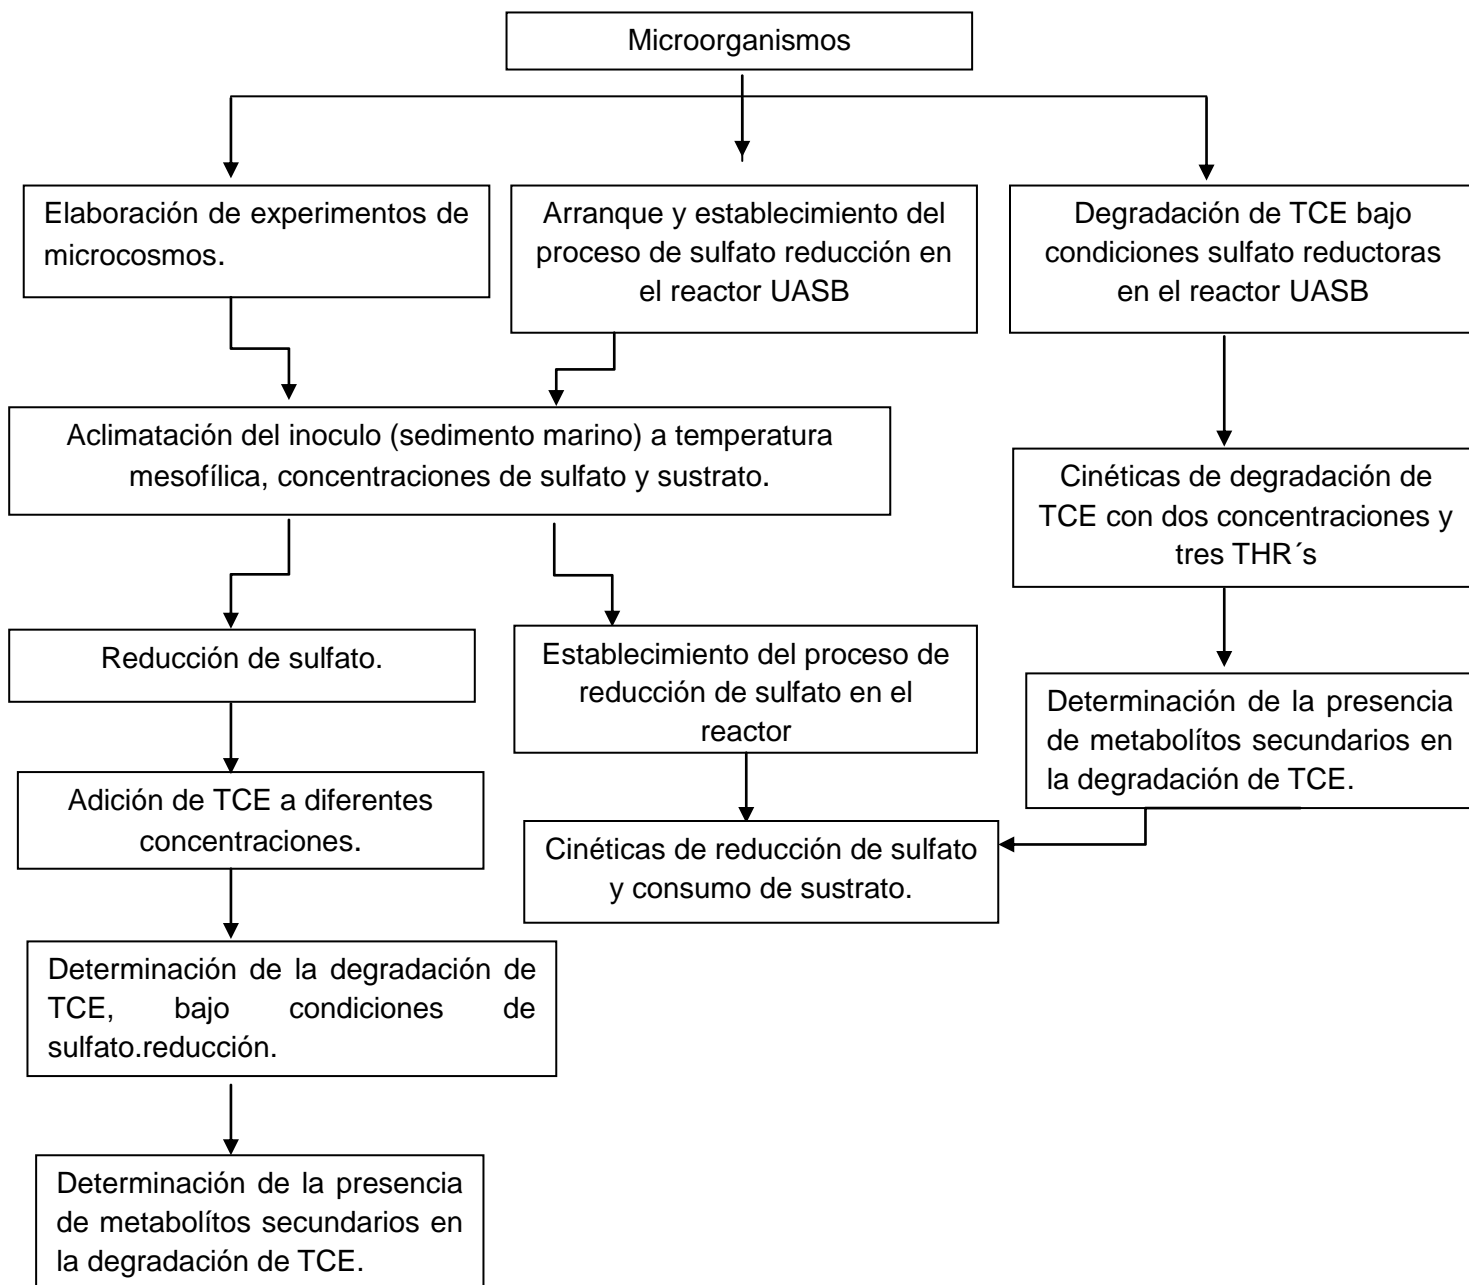 Microorganismos
Elaboración de experimentos de
microcosmos.
Arranque y establecimiento del
proceso de sulfato reducción en
el reactor UASB
Degradación de TCE bajo
condiciones sulfato reductoras
en el reactor UASB
Aclimatación del inoculo (sedimento marino) a temperatura
mesofílica, concentraciones de sulfato y sustrato.
Cinéticas de degradación de
TCE con dos concentraciones y
tres THR´s
Reducción de sulfato.
Establecimiento del proceso de
reducción de sulfato en el
reactor
Determinación de la presencia
de metabolítos secundarios en
la degradación de TCE.
Adición de TCE a diferentes
concentraciones.
Cinéticas de reducción de sulfato
y consumo de sustrato.
Determinación de la degradación de
TCE, bajo condiciones de
sulfato.reducción.
Determinación de la presencia
de metabolítos secundarios en
la degradación de TCE.